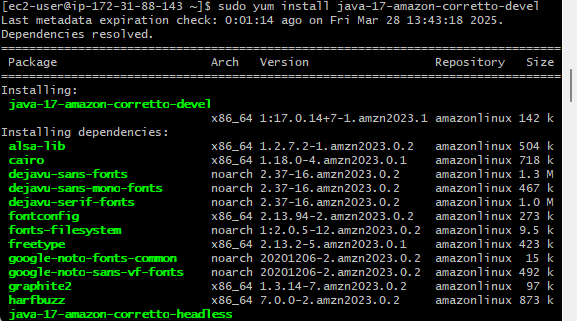 [ec2-user@ip-172-31-88-143 ~]$ sudo yum install java-17-amazon-corretto-devel
Last metadata expiration check: 0:01:14 ago on Fri Mar 28 13:43:18 2025.
Dependencies resolved.
================================================================================
Package Arch Version Repository Size
================================================================================
Installing:
java-17-amazon-corretto-devel
x86_64 1:17.0.14+7-1.amzn2023.1 amazonlinux 142 k
Installing dependencies:
alsa-lib x86_64 1.2.7.2-1.amzn2023.0.2 amazonlinux 504 k
cairo x86_64 1.18.0-4.amzn2023.0.1 amazonlinux 718 k
dejavu-sans-fonts noarch 2.37-16.amzn2023.0.2 amazonlinux 1.3 M
dejavu-sans-mono-fonts noarch 2.37-16.amzn2023.0.2 amazonlinux 467 k
dejavu-serif-fonts noarch 2.37-16.amzn2023.0.2 amazonlinux 1.0 M
fontconfig x86_64 2.13.94-2.amzn2023.0.2 amazonlinux 273 k
fonts-filesystem noarch 1:2.0.5-12.amzn2023.0.2 amazonlinux 9.5 k
freetype x86_64 2.13.2-5.amzn2023.0.1 amazonlinux 423 k
google-noto-fonts-common noarch 20201206-2.amzn2023.0.2 amazonlinux 15 k
google-noto-sans-vf-fonts noarch 20201206-2.amzn2023.0.2 amazonlinux 492 k
graphite2 x86_64 1.3.14-7.amzn2023.0.2 amazonlinux 97 k
harfbuzz x86_64 7.0.0-2.amzn2023.0.2 amazonlinux 873 k
java-17-amazon-corretto-headless